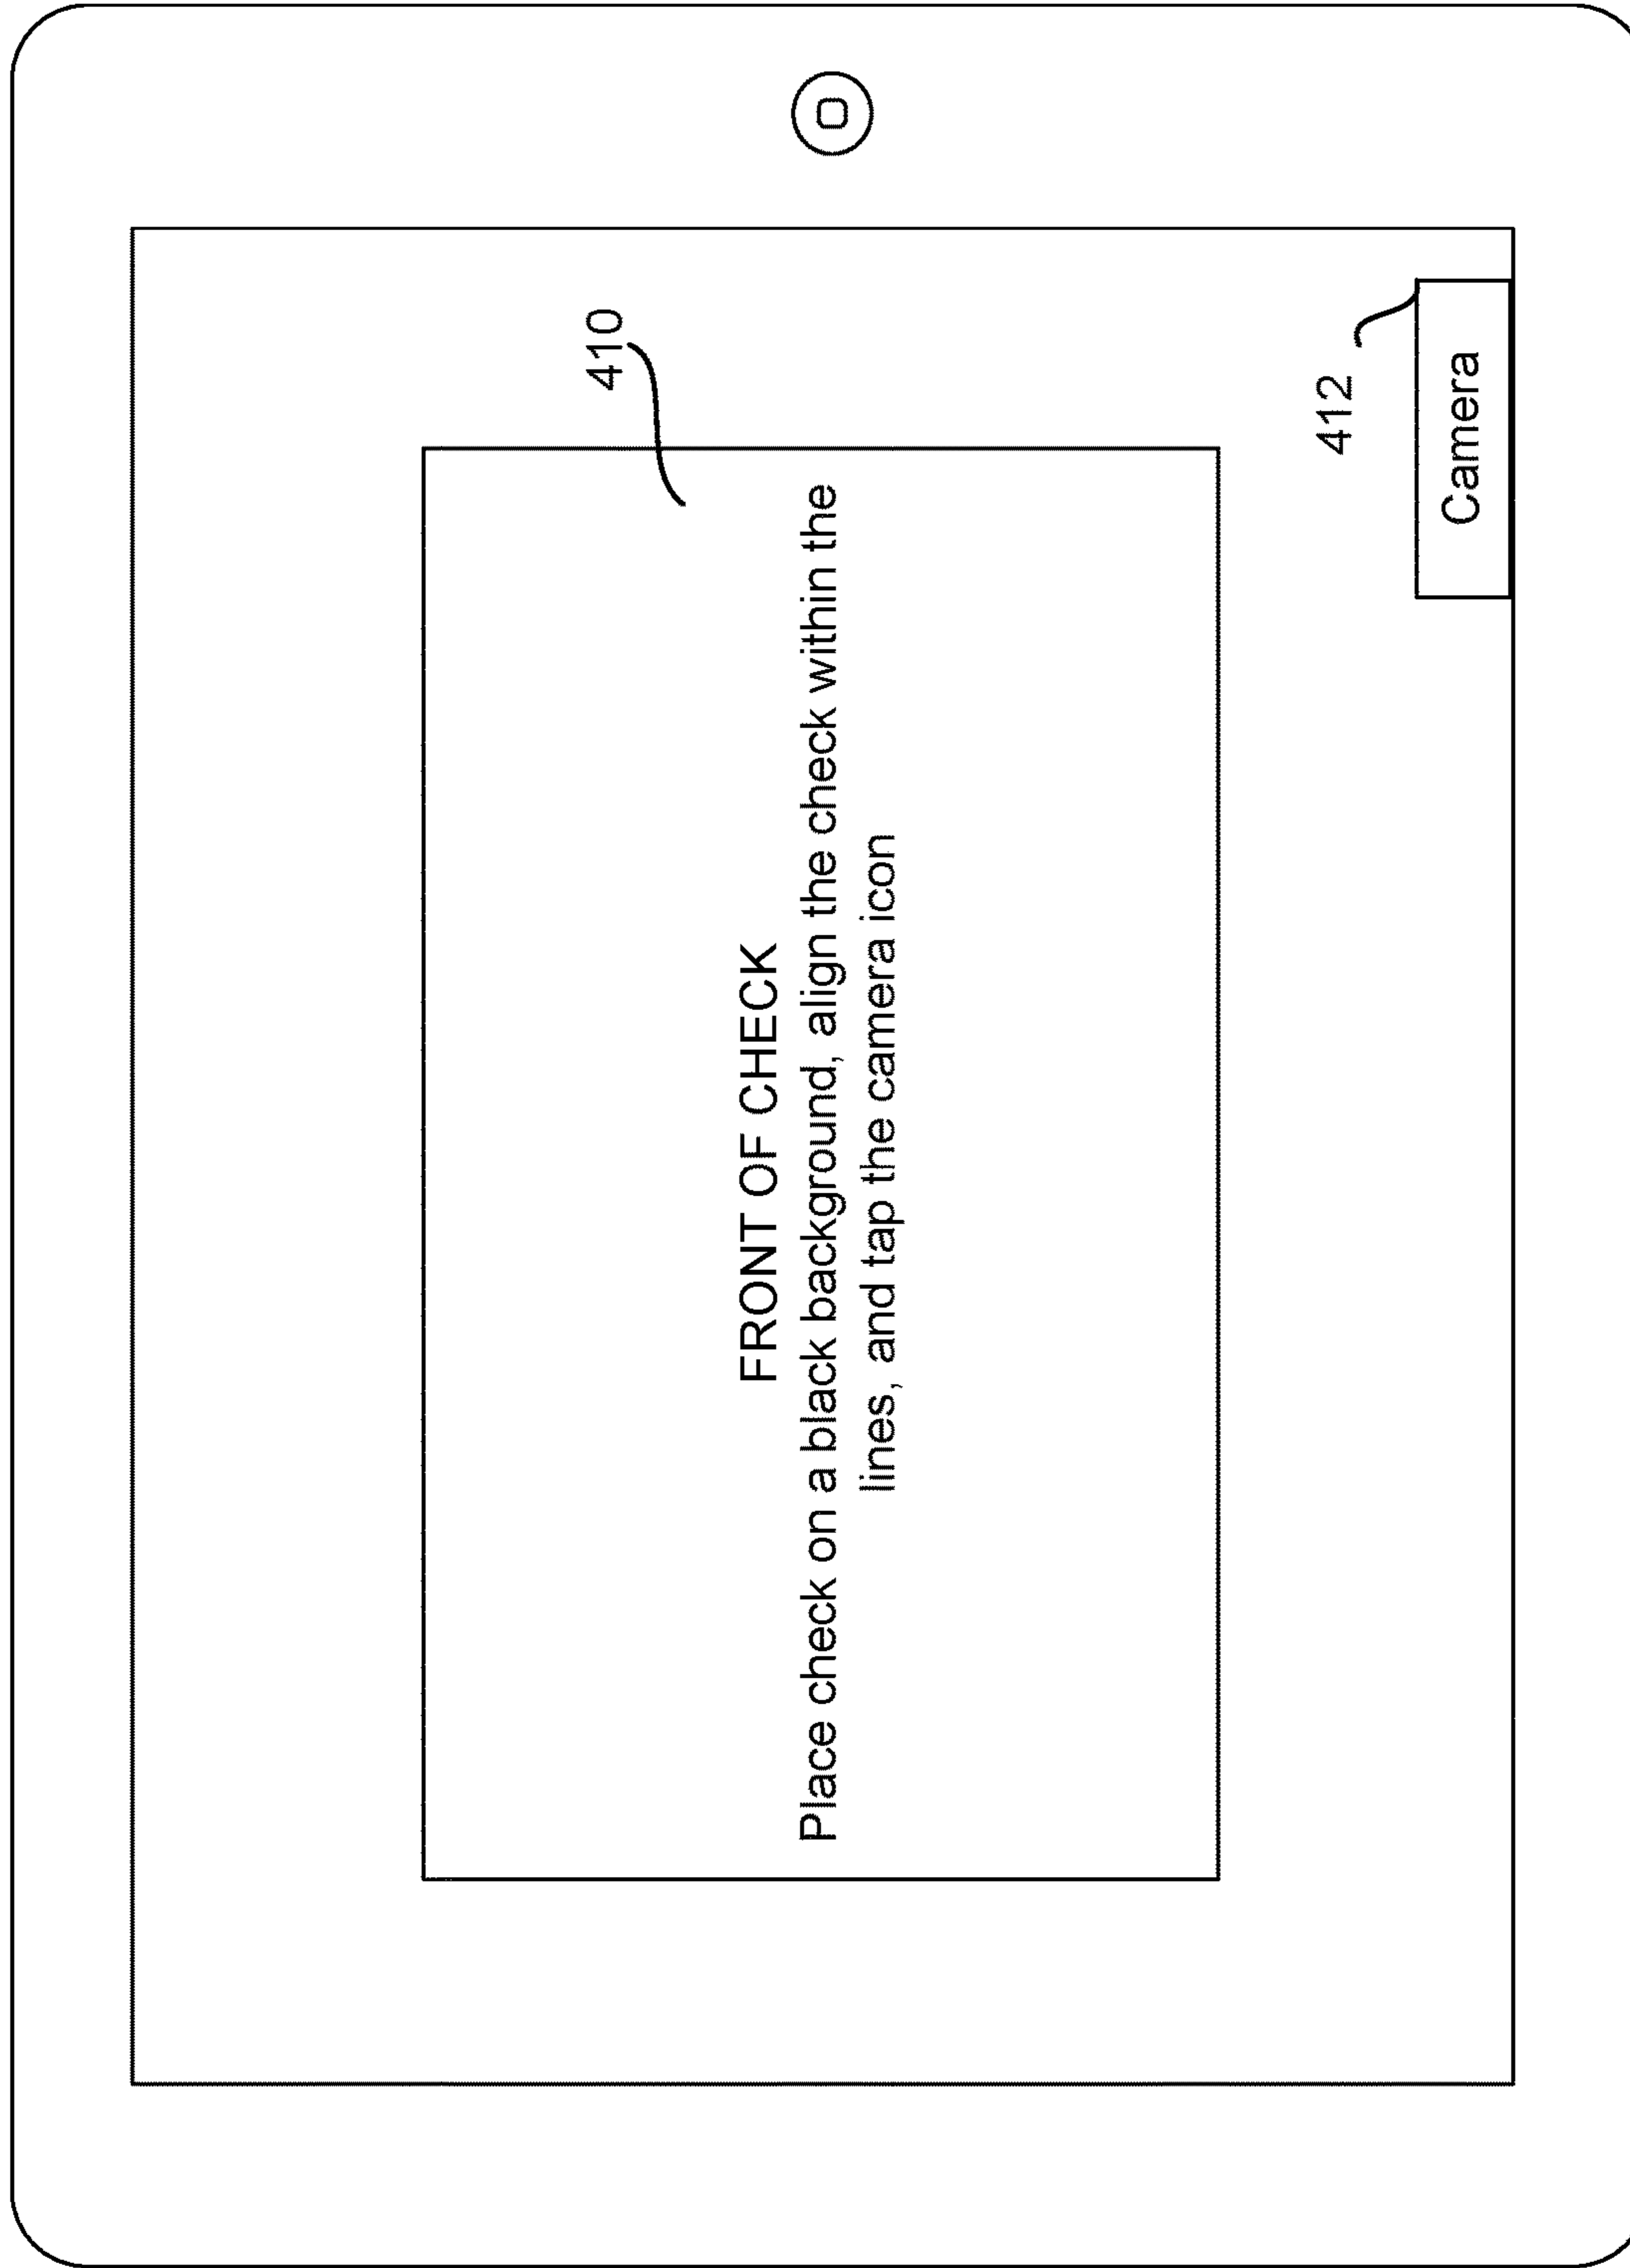 410
FRONT OF CHECK
Place check on a black background, align the check within the
lines, and tap the camera icon
412
Camera